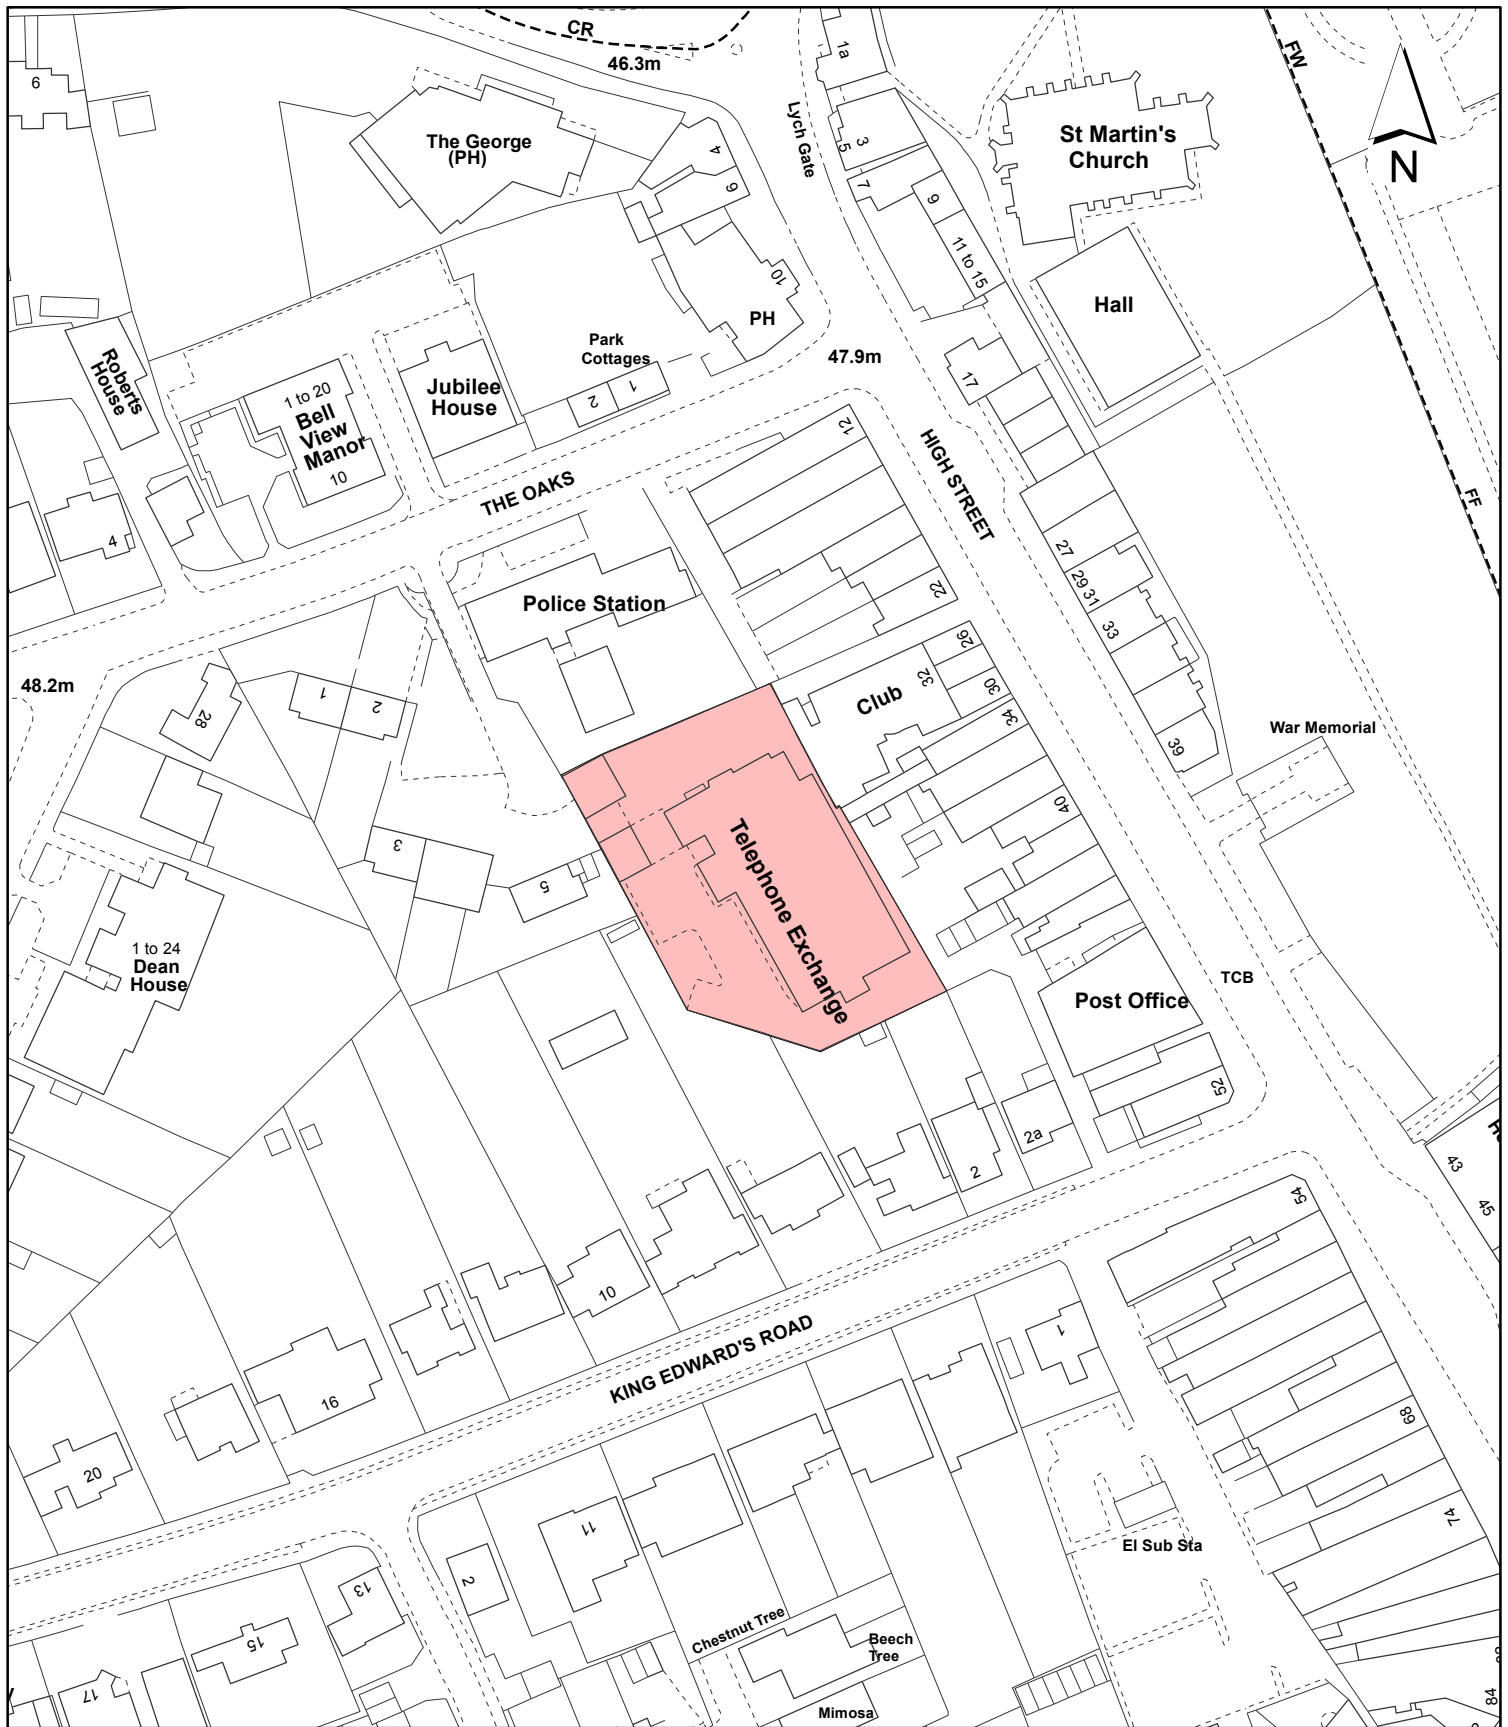 CR
46.3m
6
1a
FW
The George
(PH)
4
6
Lych Gate
3
5
7
9
11 to 15
St Martin's
Church
N
10
PH
Hall
Park
Cottages
1
2
47.9m
17
Roberts
House
1 to 20
Bell
View
Manor
10
Jubilee
House
THE OAKS
12
HIGH STREET
FF
4
27
29
31
33
22
Police Station
48.2m
28
1
2
26
32
30
Club
34
39
War Memorial
40
3
5
Telephone Exchange
1 to 24
Dean
House
Post Office
TCB
52
2a
2
43
45
54
10
KING EDWARD'S ROAD
1
16
68
20
11
74
El Sub Sta
2
13
15
17
Chestnut Tree
Beech
Tree
Mimosa
84